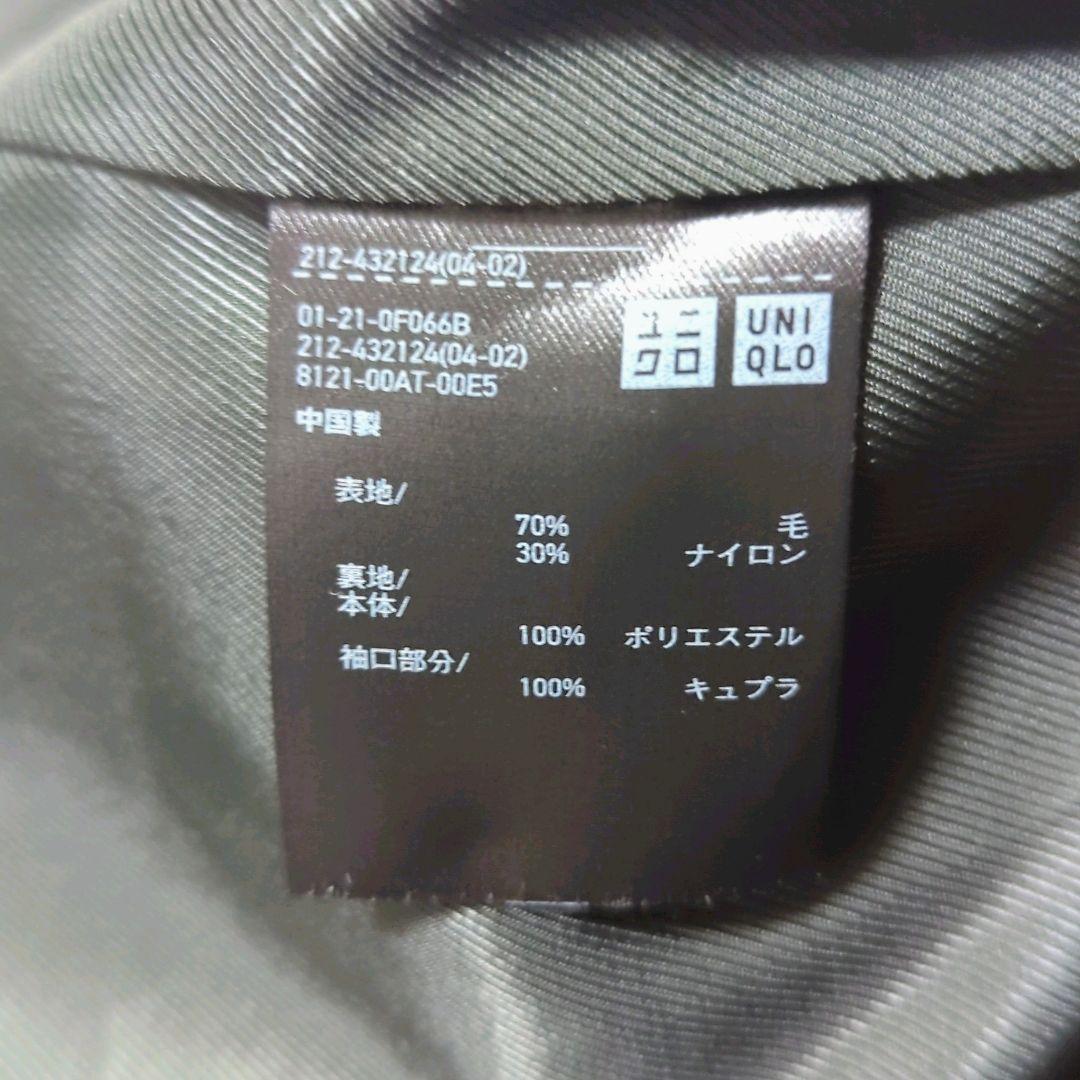 212-432124(04-02)
01-21-0F066B
212-432124(04-02)
8121-00AT-00E5
中国製
ユニ
クロ
UNI
QLO
表地/
70% 毛
30% ナイロン
裏地/
本体/
100% ポリエステル
袖口部分/
100% キュプラ